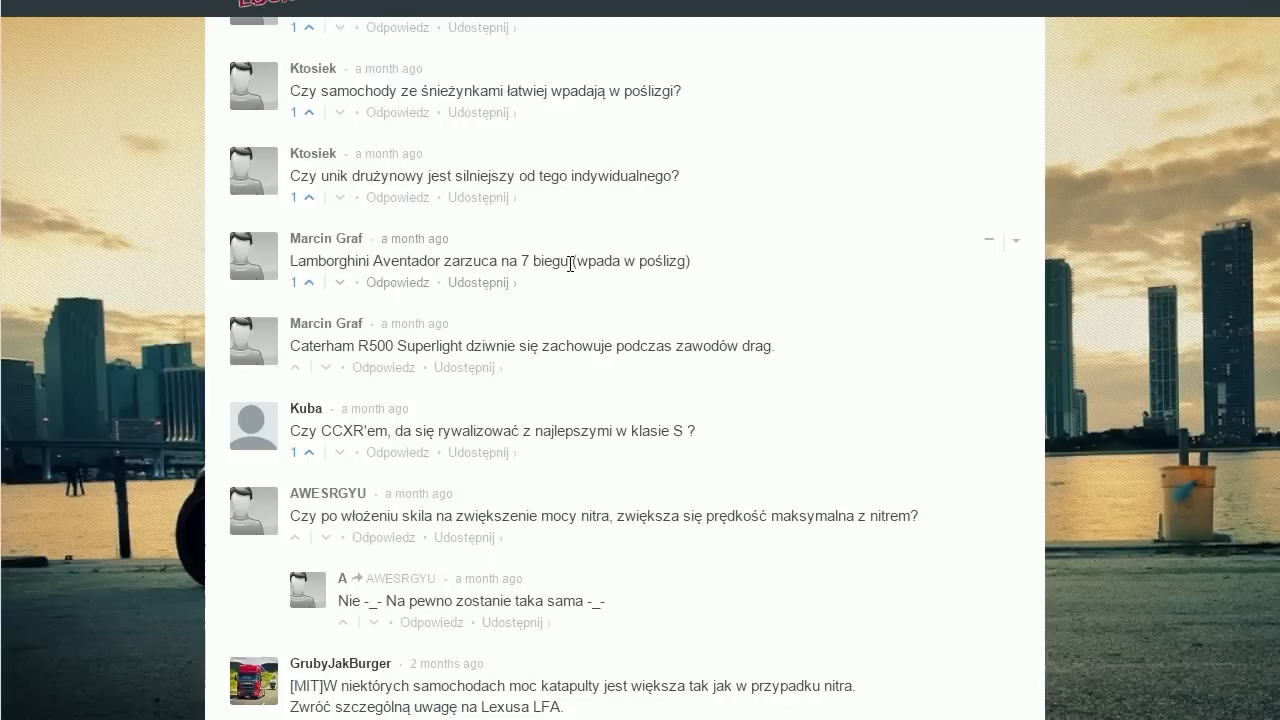 1 Odpowiedz • Udostępnij ›
Ktosiek - a month ago
Czy samochody ze śnieżynkami łatwiej wpadają w poślizgi?
1 • Odpowiedz • Udostępnij ›
Ktosiek - a month ago
Czy unik drużynowy jest silniejszy od tego indywidualnego?
1 • Odpowiedz • Udostępnij ›
Marcin Graf - a month ago
Lamborghini Aventador zarzuca na 7 biegu(wpada w poślizg)
1 • Odpowiedz • Udostępnij ›
Marcin Graf - a month ago
Caterham R500 Superlight dziwnie się zachowuje podczas zawodów drag.
• Odpowiedz • Udostępnij ›
Kuba - a month ago
Czy CCXR'em, da się rywalizować z najlepszymi w klasie S ?
1 • Odpowiedz • Udostępnij ›
AWESRGYU - a month ago
Czy po włożeniu skila na zwiększenie mocy nitra, zwiększa się prędkość maksymalna z nitrem?
• Odpowiedz • Udostępnij ›
A AWESRGYU - a month ago
Nie -_- Na pewno zostanie taka sama -_-
• Odpowiedz • Udostępnij ›
GrubyJakBurger - 2 months ago
[MIT]W niektórych samochodach moc katapulty jest większa tak jak w przypadku nitra.
Zwróć szczególną uwagę na Lexusa LFA.